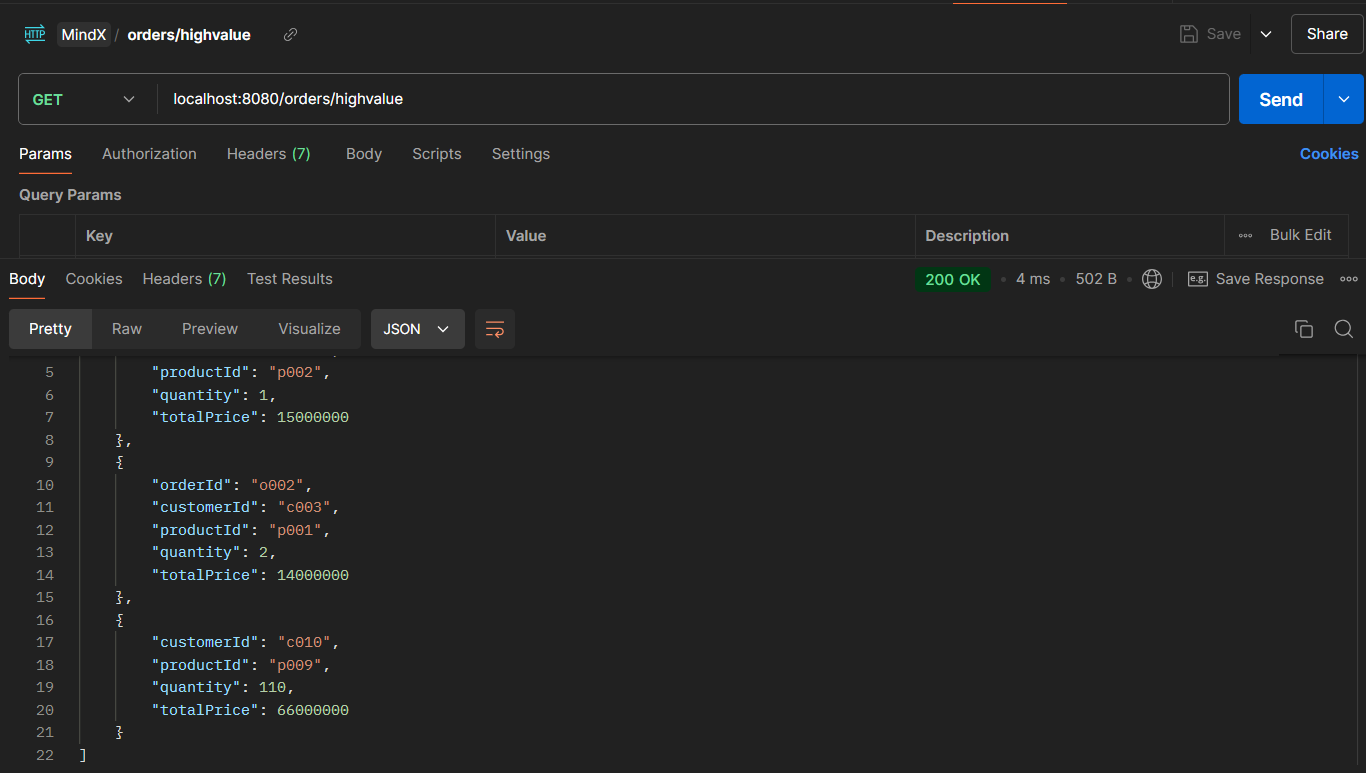 HTTP MindX / orders/highvalue Save Share
GET localhost:8080/orders/highvalue Send
Params Authorization Headers (7) Body Scripts Settings Cookies
Query Params
Key Value Description Bulk Edit
Body Cookies Headers (7) Test Results 200 OK 4 ms 502 B e.g. Save Response
Pretty Raw Preview Visualize JSON
5 "productId": "p002",
6 "quantity": 1,
7 "totalPrice": 15000000
8 },
9 {
10 "orderId": "o002",
11 "customerId": "c003",
12 "productId": "p001",
13 "quantity": 2,
14 "totalPrice": 14000000
15 },
16 {
17 "customerId": "c010",
18 "productId": "p009",
19 "quantity": 110,
20 "totalPrice": 66000000
21 }
22 ]